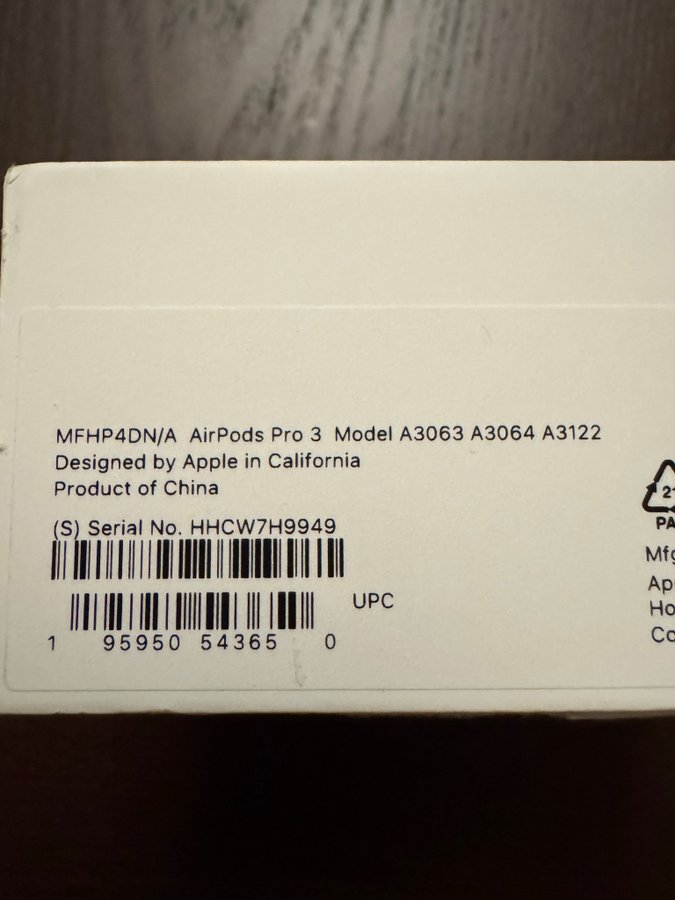 MFHP4DN/A AirPods Pro 3 Model A3063 A3064 A3122
Designed by Apple in California
Product of China
(S) Serial No. HHCW7H9949
UPC
1 95950 54365 0